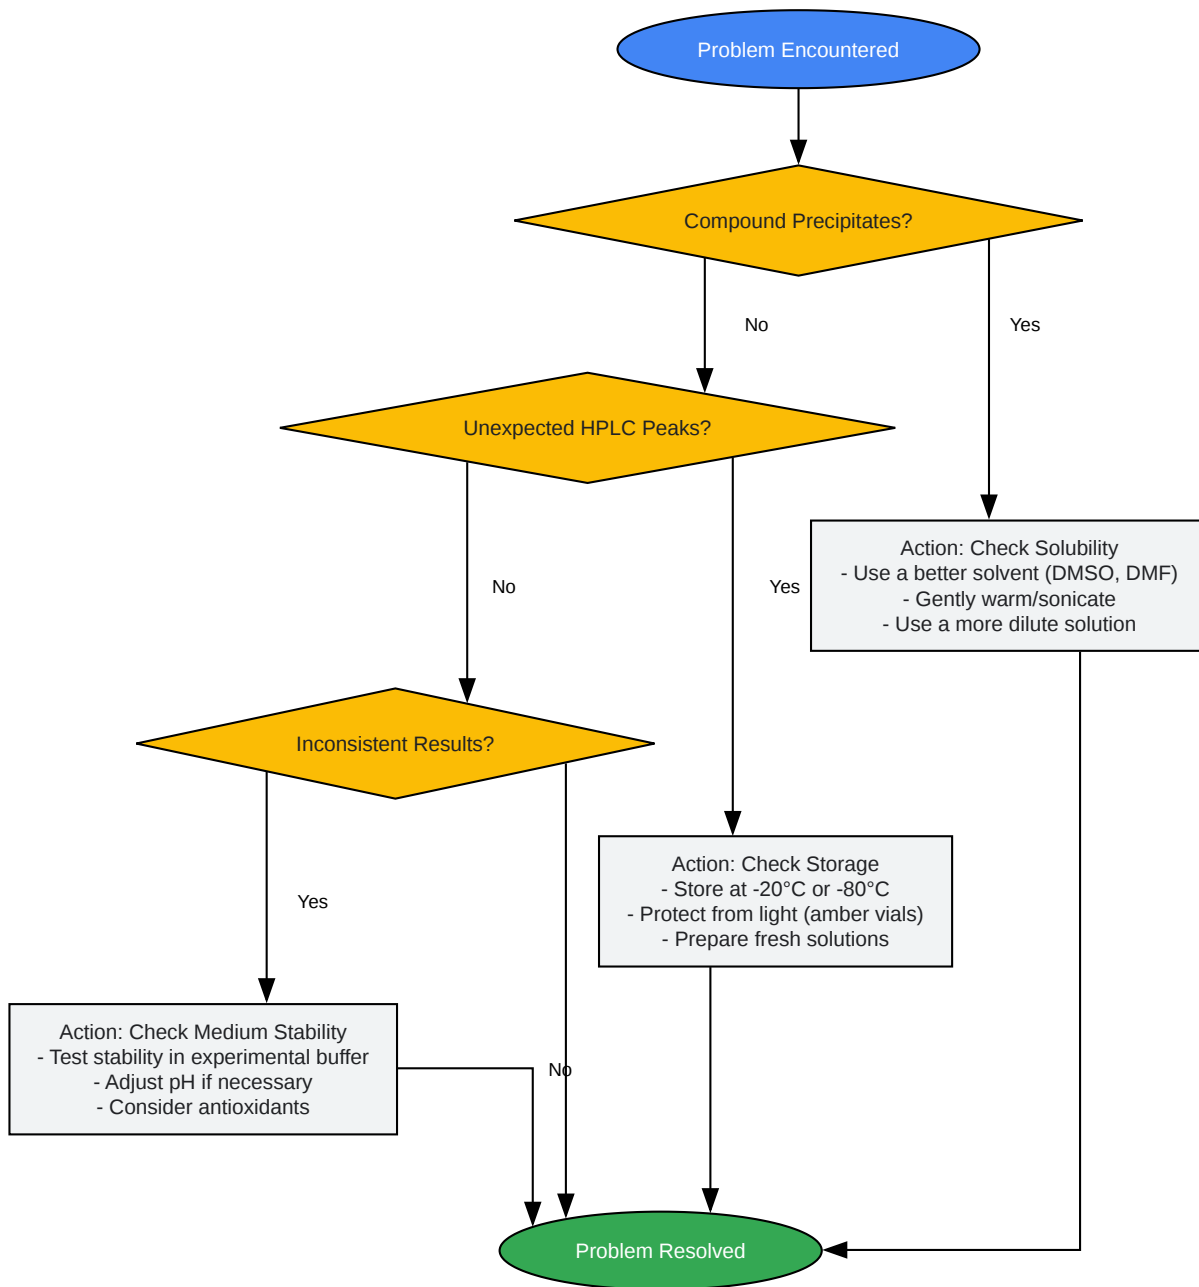 Problem Encountered
Compound Precipitates?
No
Yes
Unexpected HPLC Peaks?
Action: Check Solubility
- Use a better solvent (DMSO, DMF)
- Gently warm/sonicate
- Use a more dilute solution
No
Yes
Inconsistent Results?
Action: Check Storage
- Store at -20°C or -80°C
- Protect from light (amber vials)
- Prepare fresh solutions
Yes
Action: Check Medium Stability
- Test stability in experimental buffer
- Adjust pH if necessary
- Consider antioxidants
No
Problem Resolved